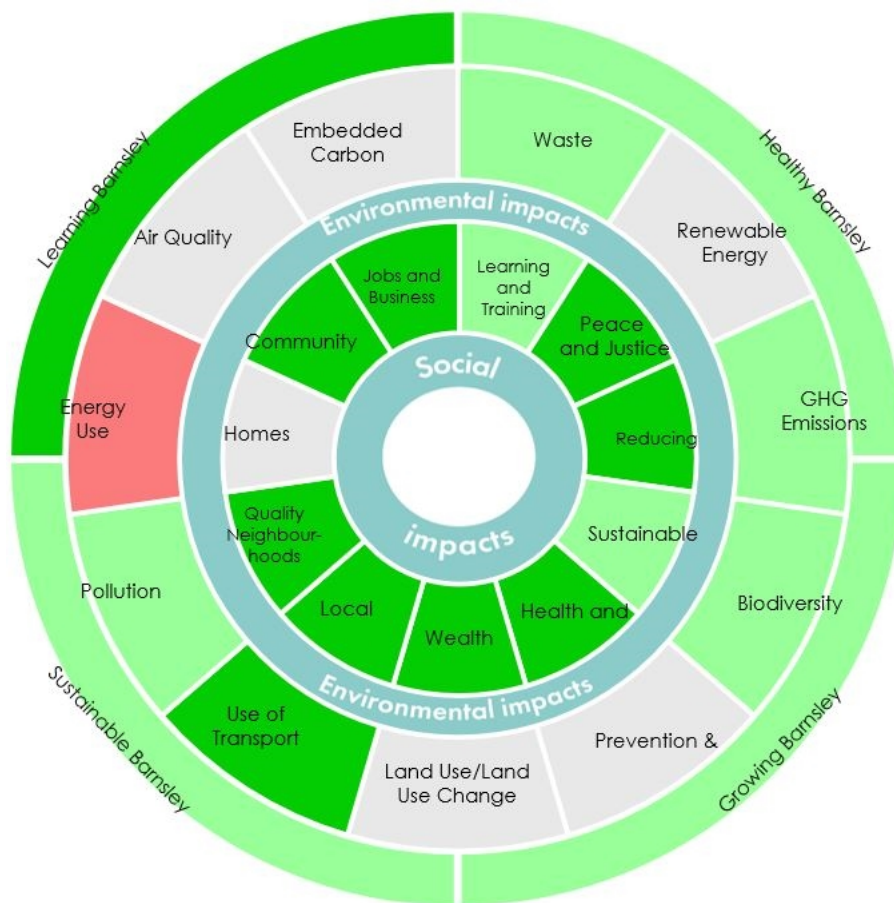 Learning Barnsley
Healthy Barnsley
Sustainable Barnsley
Growing Barnsley
Embedded
Carbon
Waste
Renewable
Energy
GHG
Emissions
Biodiversity
Prevention &
Land Use/Land
Use Change
Use of
Transport
Pollution
Energy
Use
Air Quality
Environmental impacts
Jobs and
Business
Learning
and
Training
Peace
and Justice
Reducing
Sustainable
Health and
Wealth
Local
Quality
Neighbour-
hoods
Homes
Community
Environmental impacts
Social
impacts